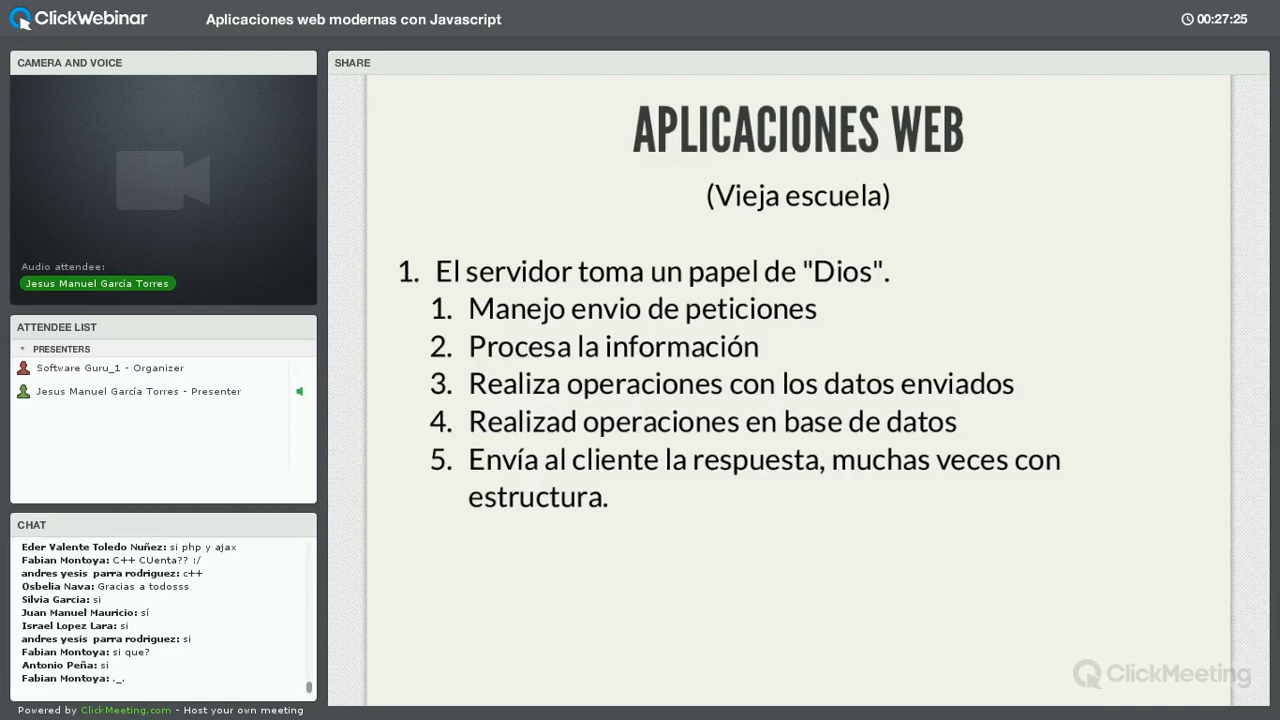 ClickWebinar
Aplicaciones web modernas con Javascript
00:27:25
CAMERA AND VOICE
Audio attendee:
Jesus Manuel García Torres
ATTENDEE LIST
PRESENTERS
Software Guru_1 - Organizer
Jesus Manuel García Torres - Presenter
CHAT
Eder Valente Toledo Nuñez: si php y ajax
Fabian Montoya: C++ CUenta?? :/
andres yesis parra rodriguez: c++
Osbelia Nava: Gracias a todosss
Silvia Garcia: si
Juan Manuel Mauricio: sí
Israel Lopez Lara: si
andres yesis parra rodriguez: si
Fabian Montoya: si que?
Antonio Peña: si
Fabian Montoya: ._.
Powered by ClickMeeting.com - Host your own meeting
SHARE
APLICACIONES WEB
(Vieja escuela)
1. El servidor toma un papel de "Dios".
1. Manejo envio de peticiones
2. Procesa la información
3. Realiza operaciones con los datos enviados
4. Realizad operaciones en base de datos
5. Envía al cliente la respuesta, muchas veces con
estructura.
ClickMeeting